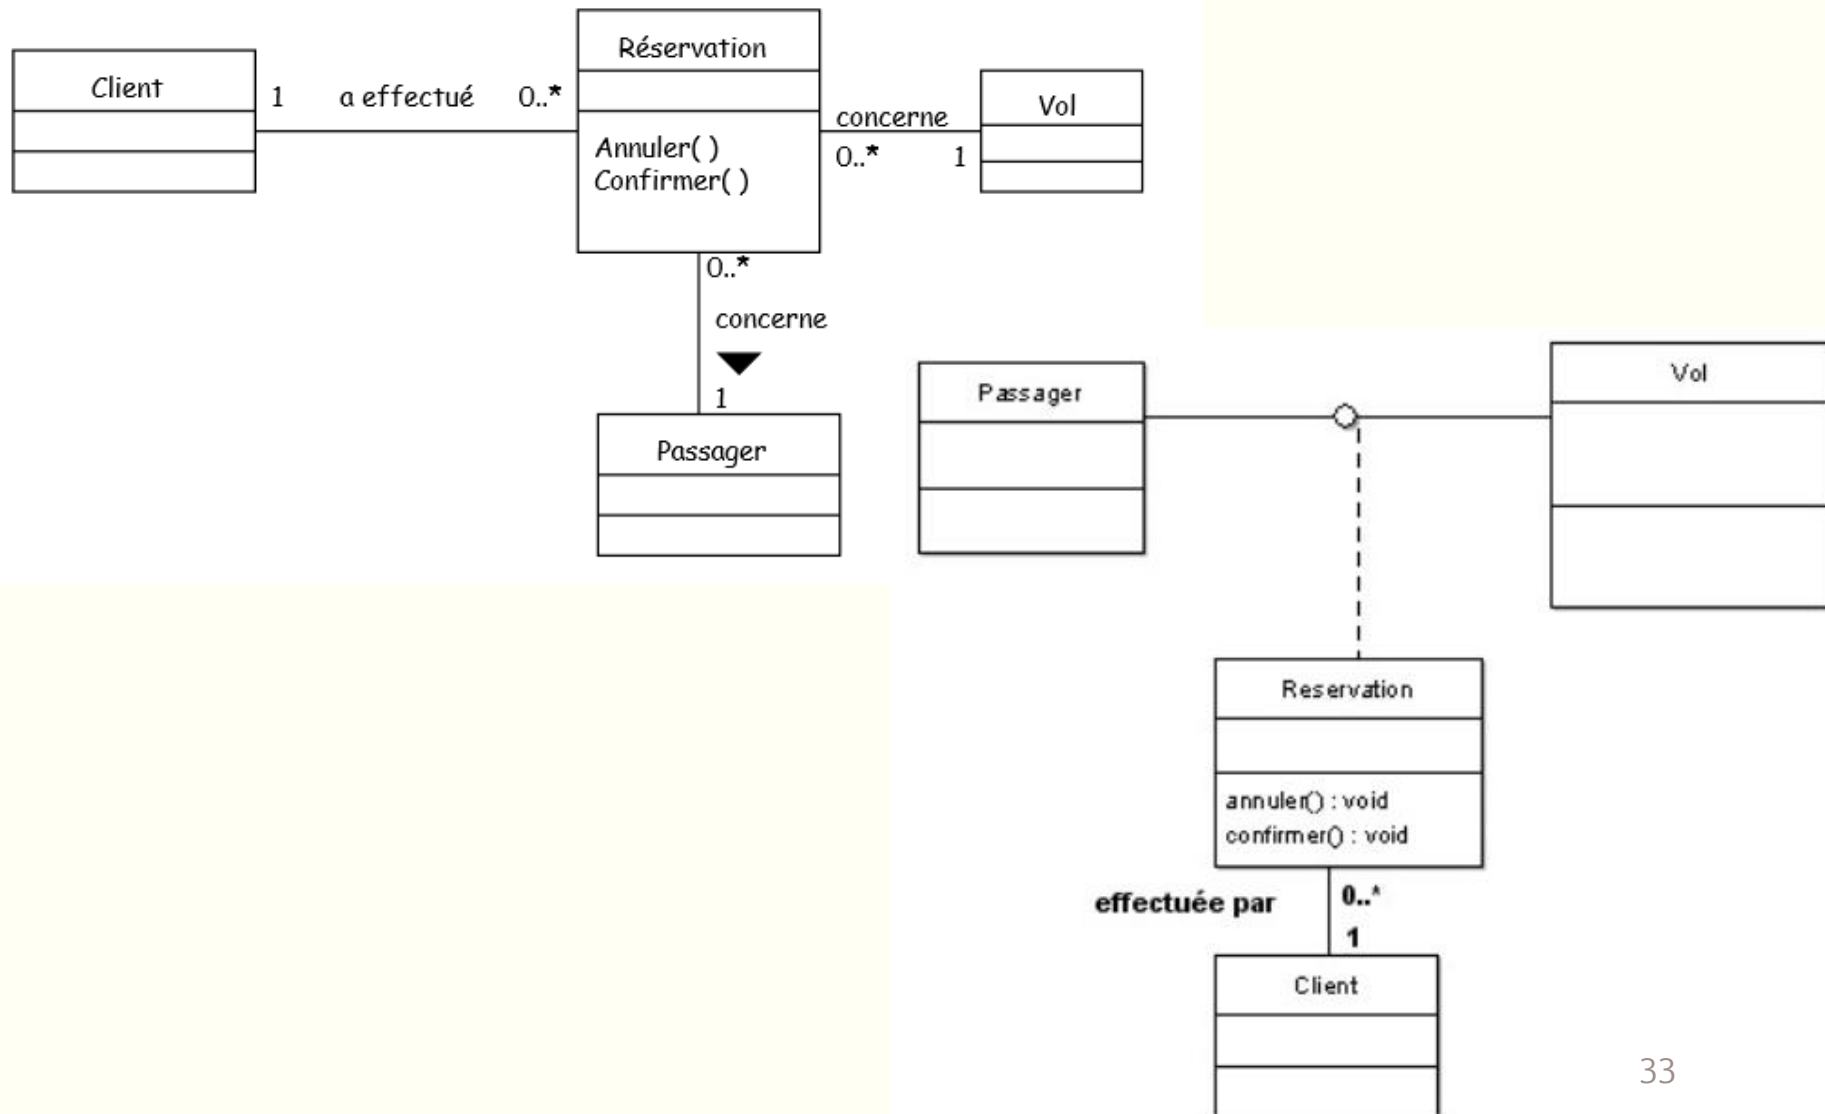 Client
1 a effectué 0..*
Réservation
Annuler( )
Confirmer( )
concerne
0..* 1
Vol
0..*
concerne
1
Passager
Passager
Vol
Reservation
annuler() : void
confirmer() : void
effectuée par
0..*
1
Client
33